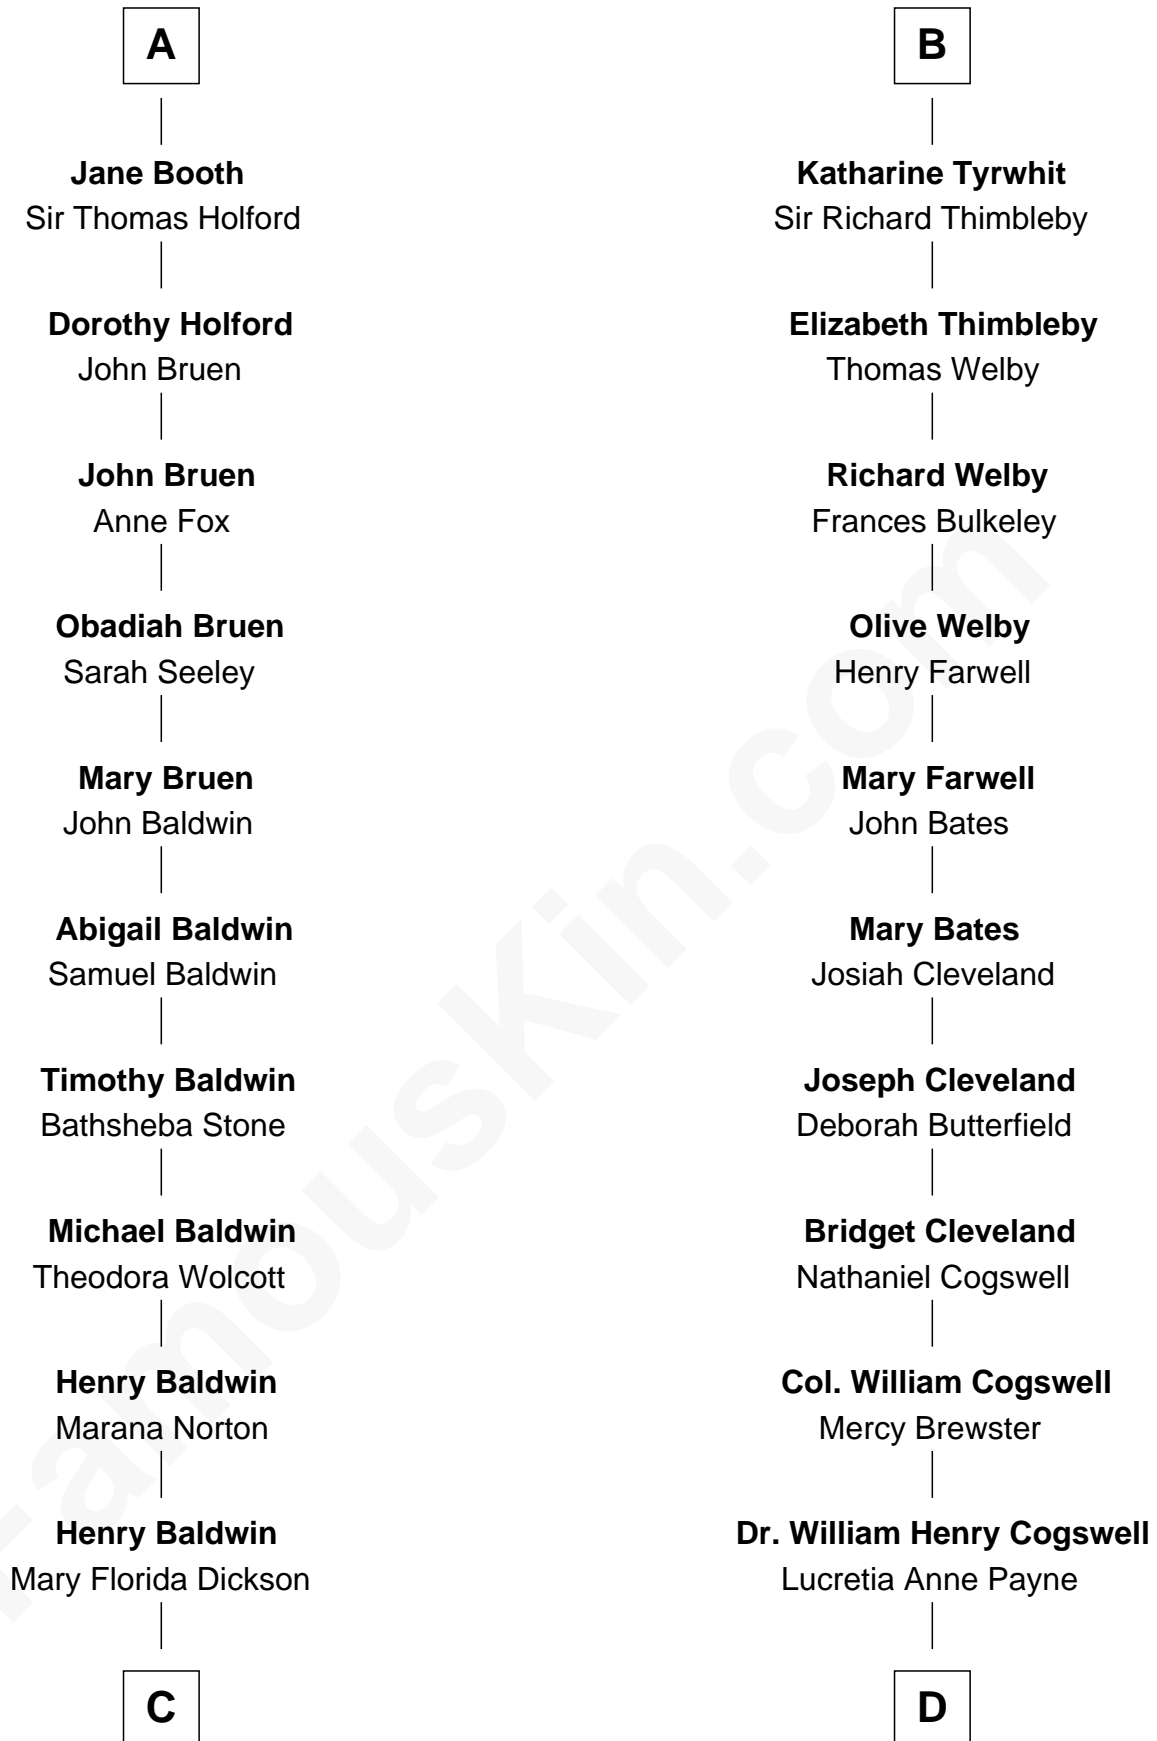 A
Jane Booth
Sir Thomas Holford
Dorothy Holford
John Bruen
John Bruen
Anne Fox
Obadiah Bruen
Sarah Seeley
Mary Bruen
John Baldwin
Abigail Baldwin
Samuel Baldwin
Timothy Baldwin
Bathsheba Stone
Michael Baldwin
Theodora Wolcott
Henry Baldwin
Marana Norton
Henry Baldwin
Mary Florida Dickson
C
B
Katharine Tyrwhit
Sir Richard Thimbleby
Elizabeth Thimbleby
Thomas Welby
Richard Welby
Frances Bulkeley
Olive Welby
Henry Farwell
Mary Farwell
John Bates
Mary Bates
Josiah Cleveland
Joseph Cleveland
Deborah Butterfield
Bridget Cleveland
Nathaniel Cogswell
Col. William Cogswell
Mercy Brewster
Dr. William Henry Cogswell
Lucretia Anne Payne
D
FamousKin.com